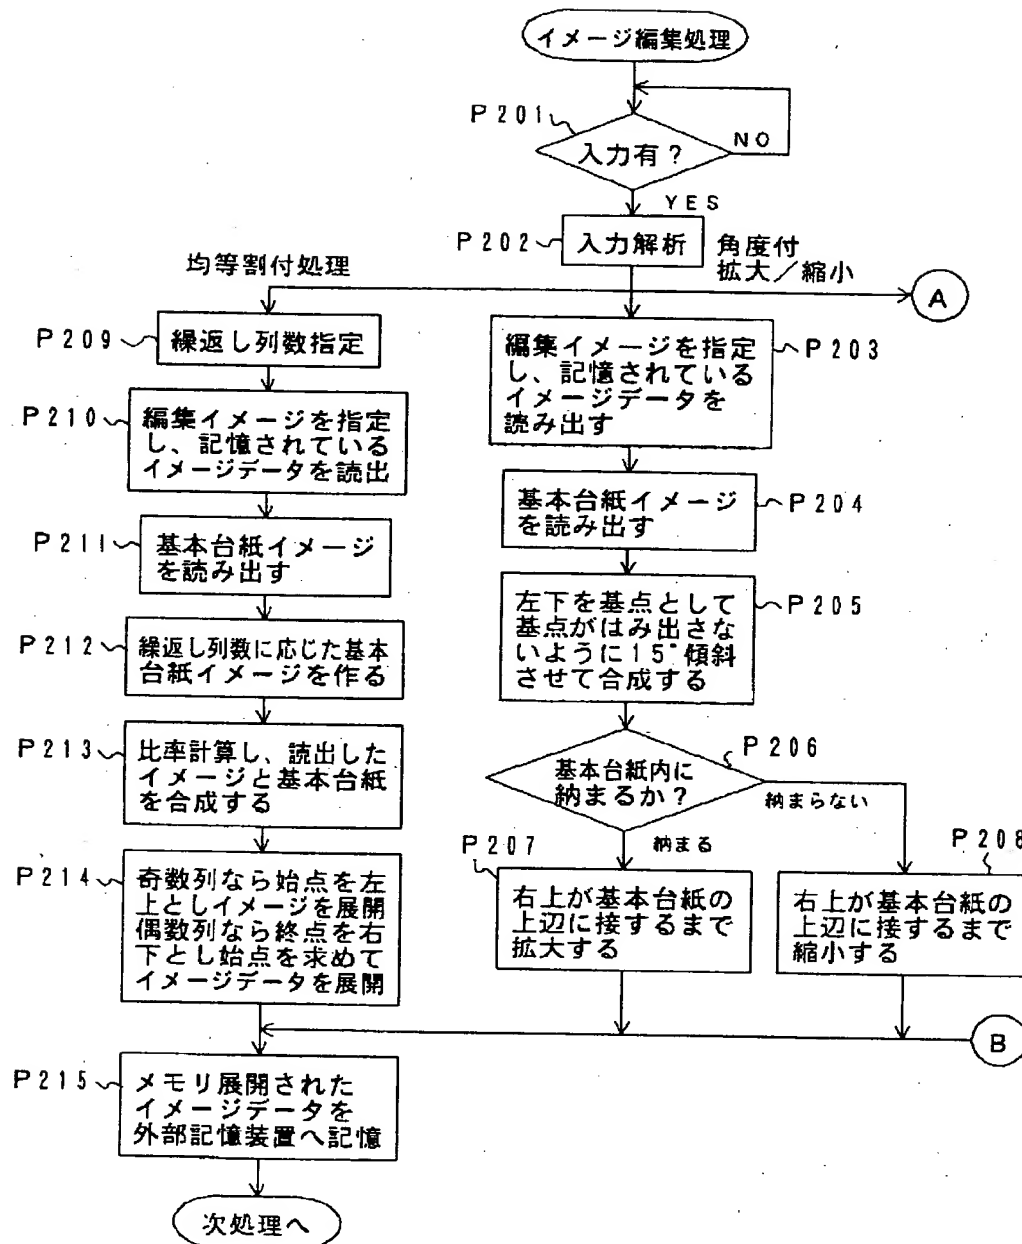 イメージ編集処理
P201
入力有?
NO
YES
P202
入力解析
角度付
拡大/縮小
均等割付処理
A
P209
繰返し列数指定
P210
編集イメージを指定
し、記憶されている
イメージデータを読出
P211
基本台紙イメージ
を読み出す
P212
繰返し列数に応じた基本
台紙イメージを作る
P213
比率計算し、読出した
イメージと基本台紙
を合成する
P214
奇数列なら始点を左
上としイメージを展開
偶数列なら終点を右
下とし始点を求めて
イメージデータを展開
P203
編集イメージを指定
し、記憶されている
イメージデータを
読み出す
P204
基本台紙イメージ
を読み出す
P205
左下を基点として
基点がはみ出さな
いように15°傾斜
させて合成する
P206
基本台紙内に
納まるか?
納まらない
納まる
P207
右上が基本台紙の
上辺に接するまで
拡大する
P208
右上が基本台紙の
上辺に接するまで
縮小する
B
P215
メモリ展開された
イメージデータを
外部記憶装置へ記憶
次処理へ